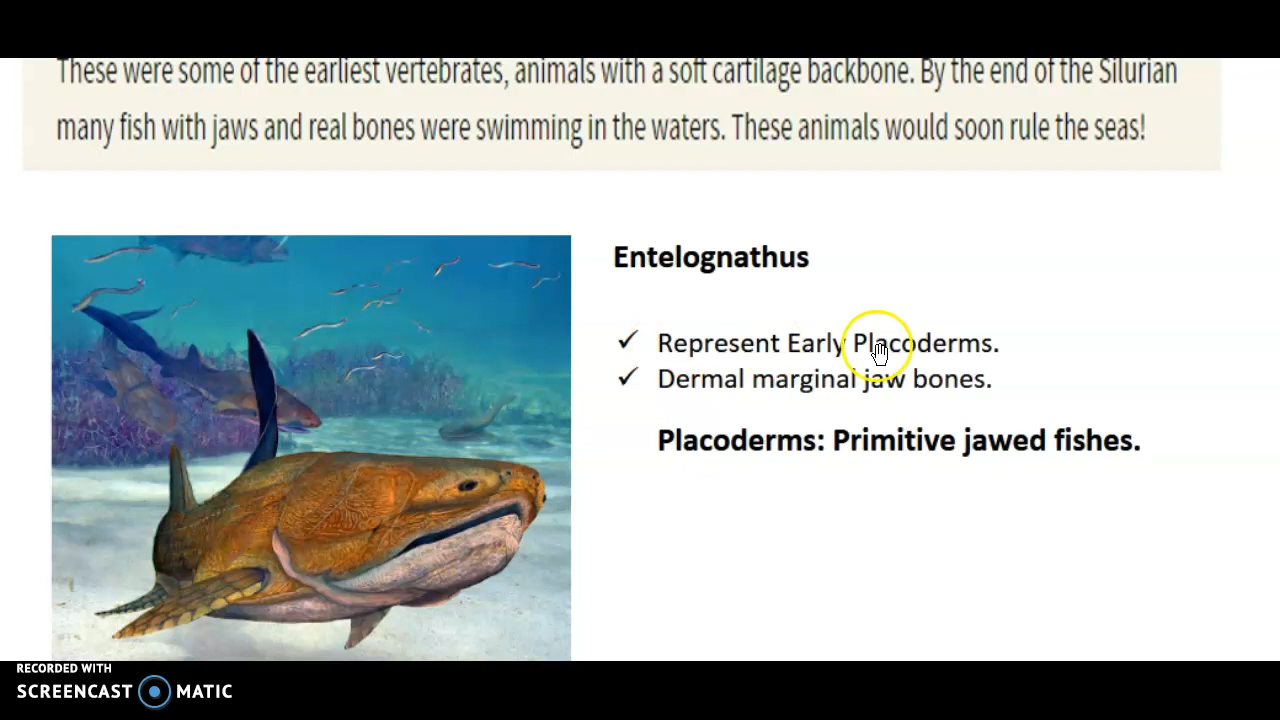 These were some of the earliest vertebrates, animals with a soft cartilage backbone. By the end of the Silurian
many fish with jaws and real bones were swimming in the waters. These animals would soon rule the seas!
Entelognathus
✓ Represent Early Placoderms.
✓ Dermal marginal jaw bones.
Placoderms: Primitive jawed fishes.
RECORDED WITH
SCREENCAST MATIC